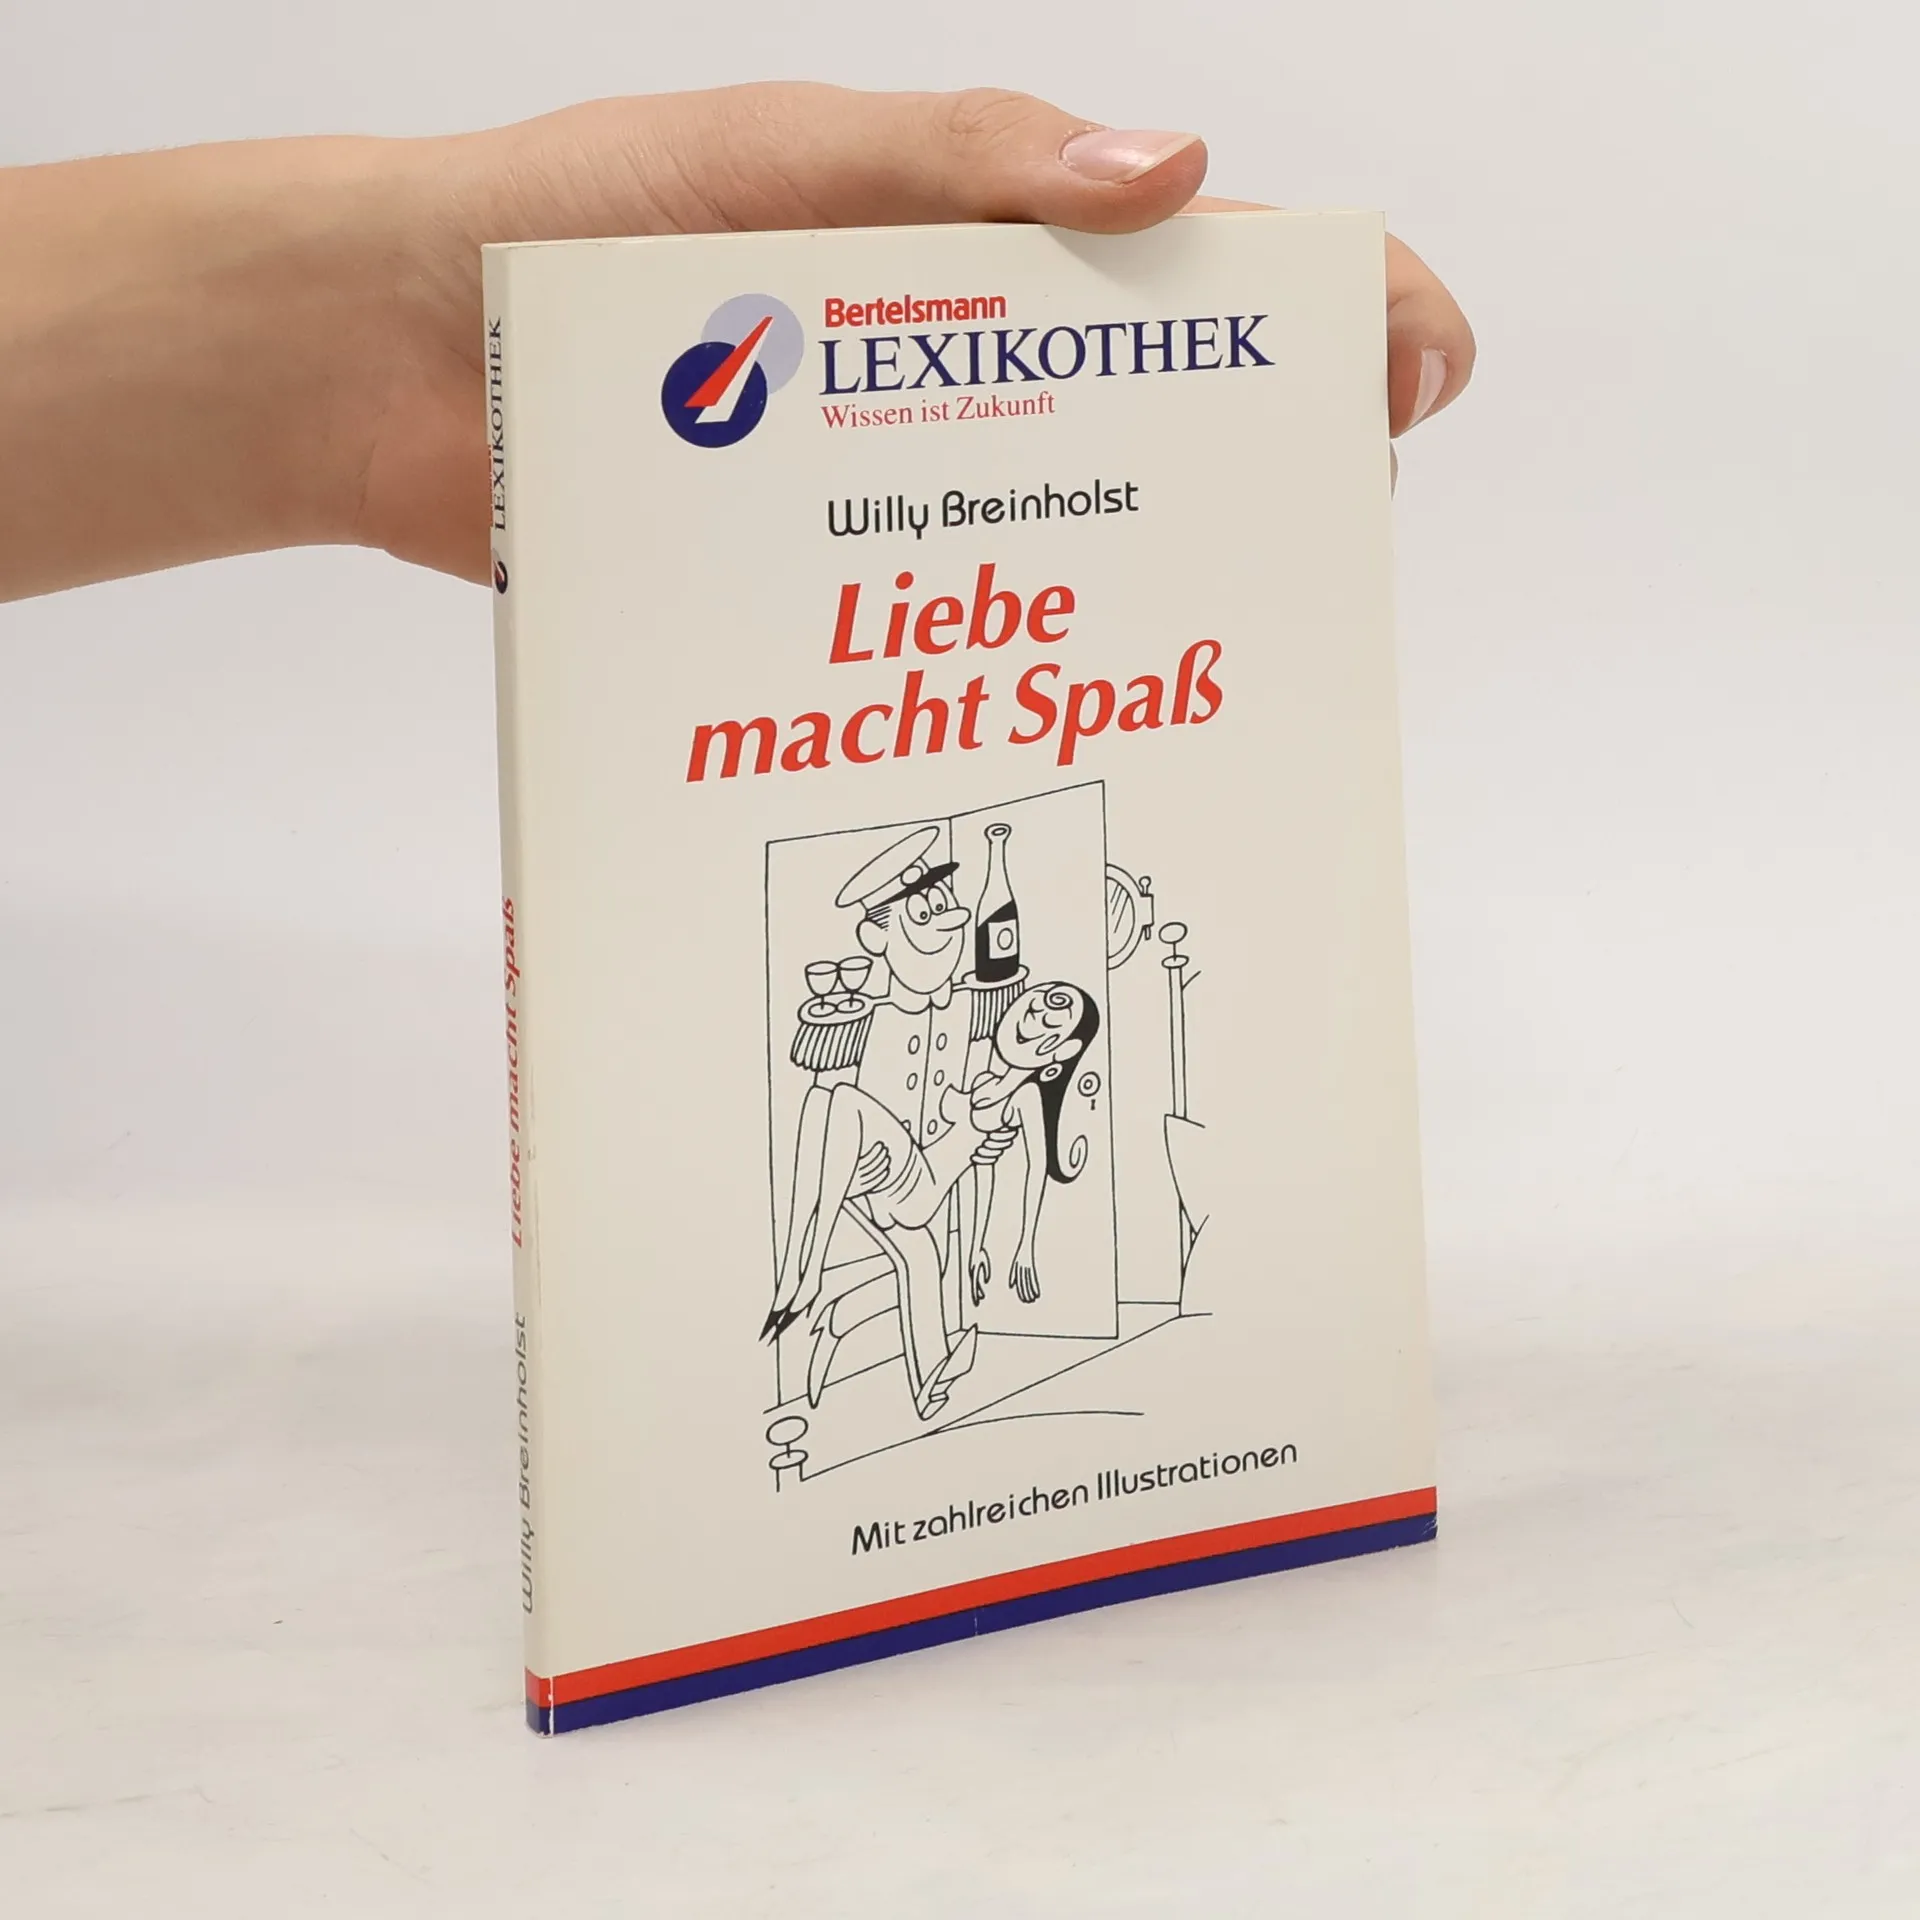 Bertelsmann
LEXIKOTHEK
Wissen ist Zukunft
Willy Breinholst
Liebe
macht Spaß
Mit zahlreichen Illustrationen
LEXIKOTHEK
Liebe macht Spaß
Willy Breinholst